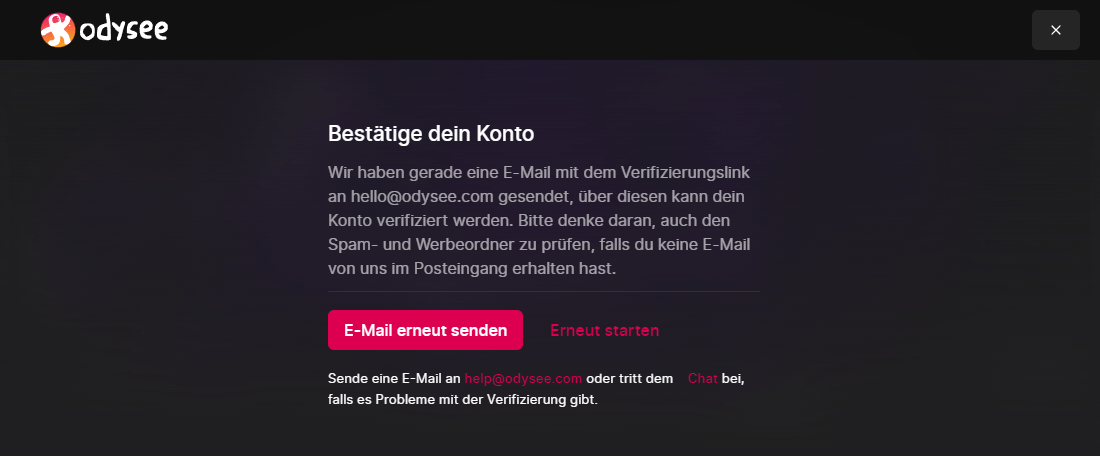 odysee
Bestätige dein Konto
Wir haben gerade eine E-Mail mit dem Verifizierungslink
an hello@odysee.com gesendet, über diesen kann dein
Konto verifiziert werden. Bitte denke daran, auch den
Spam- und Werbeordner zu prüfen, falls du keine E-Mail
von uns im Posteingang erhalten hast.
E-Mail erneut senden Erneut starten
Sende eine E-Mail an help@odysee.com oder tritt dem Chat bei,
falls es Probleme mit der Verifizierung gibt.